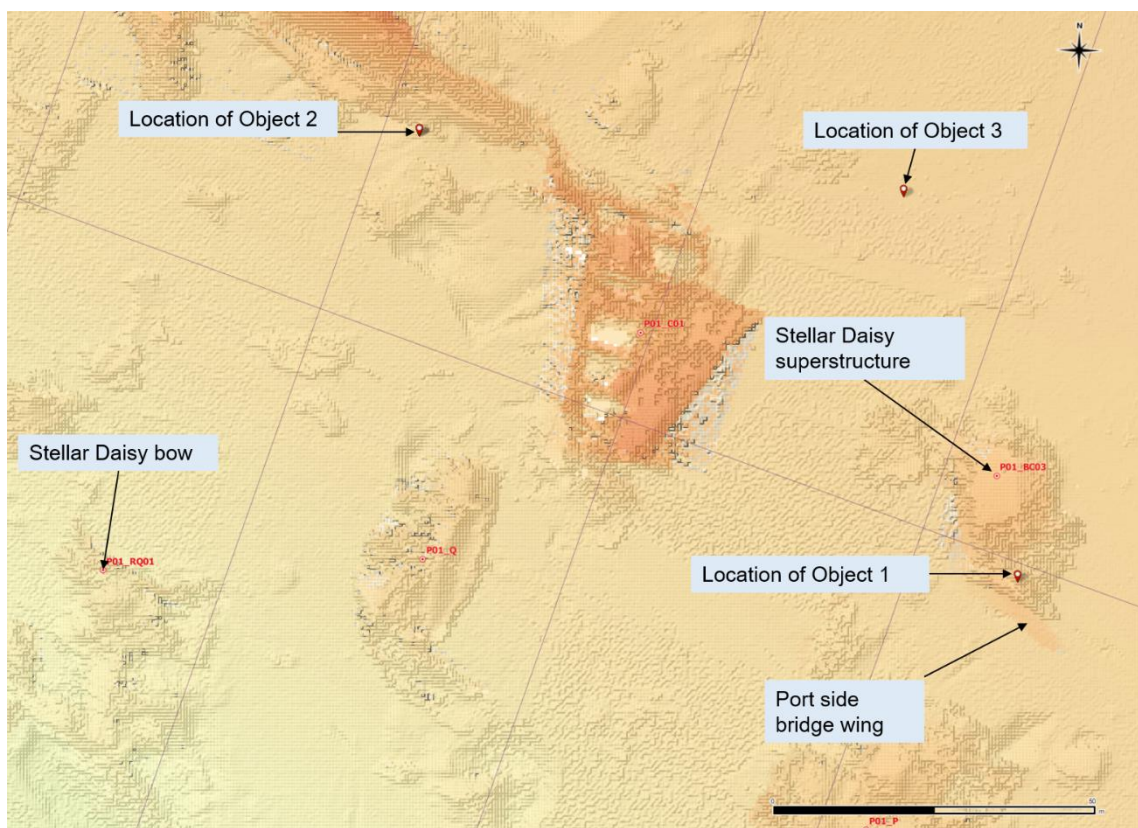 N
Location of Object 2
Location of Object 3
P01_C01
Stellar Daisy
superstructure
Stellar Daisy bow
P01_BC03
P01_RQ01
P01_Q
Location of Object 1
Port side
bridge wing
0
50
m
P01_P